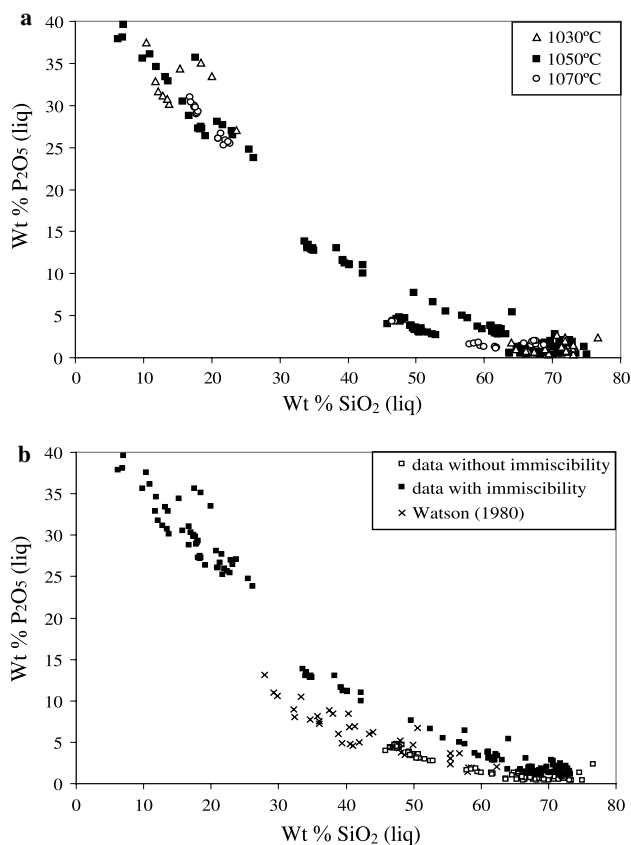 a
40
35
30
25
20
15
10
5
0
Wt % P2O5 (liq)
1030ºC
1050ºC
1070ºC
0 10 20 30 40 50 60 70 80
Wt % SiO2 (liq)
b
40
35
30
25
20
15
10
5
0
Wt % P2O5 (liq)
data without immiscibility
data with immiscibility
Watson (1980)
0 10 20 30 40 50 60 70 80
Wt % SiO2 (liq)